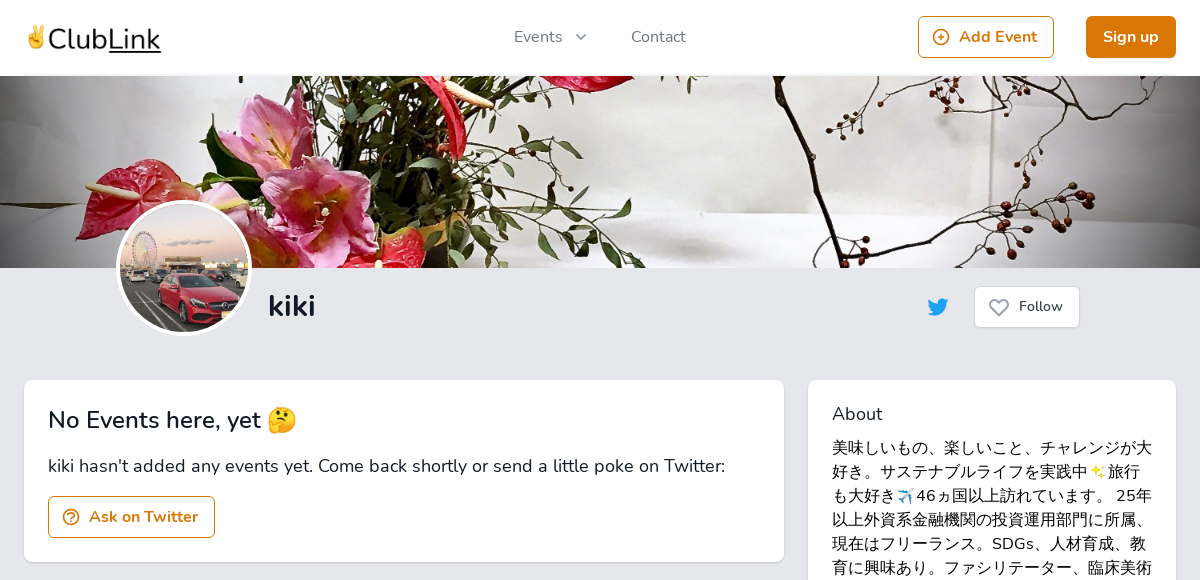 ✌️ClubLink
Events
Contact
Add Event
Sign up
kiki
Follow
No Events here, yet 🤔
kiki hasn't added any events yet. Come back shortly or send a little poke on Twitter:
Ask on Twitter
About
美味しいもの、楽しいこと、チャレンジが大
好き。サステナブルライフを実践中✨旅行
も大好き✈️46ヵ国以上訪れています。 25年
以上外資系金融機関の投資運用部門に所属、
現在はフリーランス。SDGs、人材育成、教
育に興味あり。ファシリテーター、臨床美術